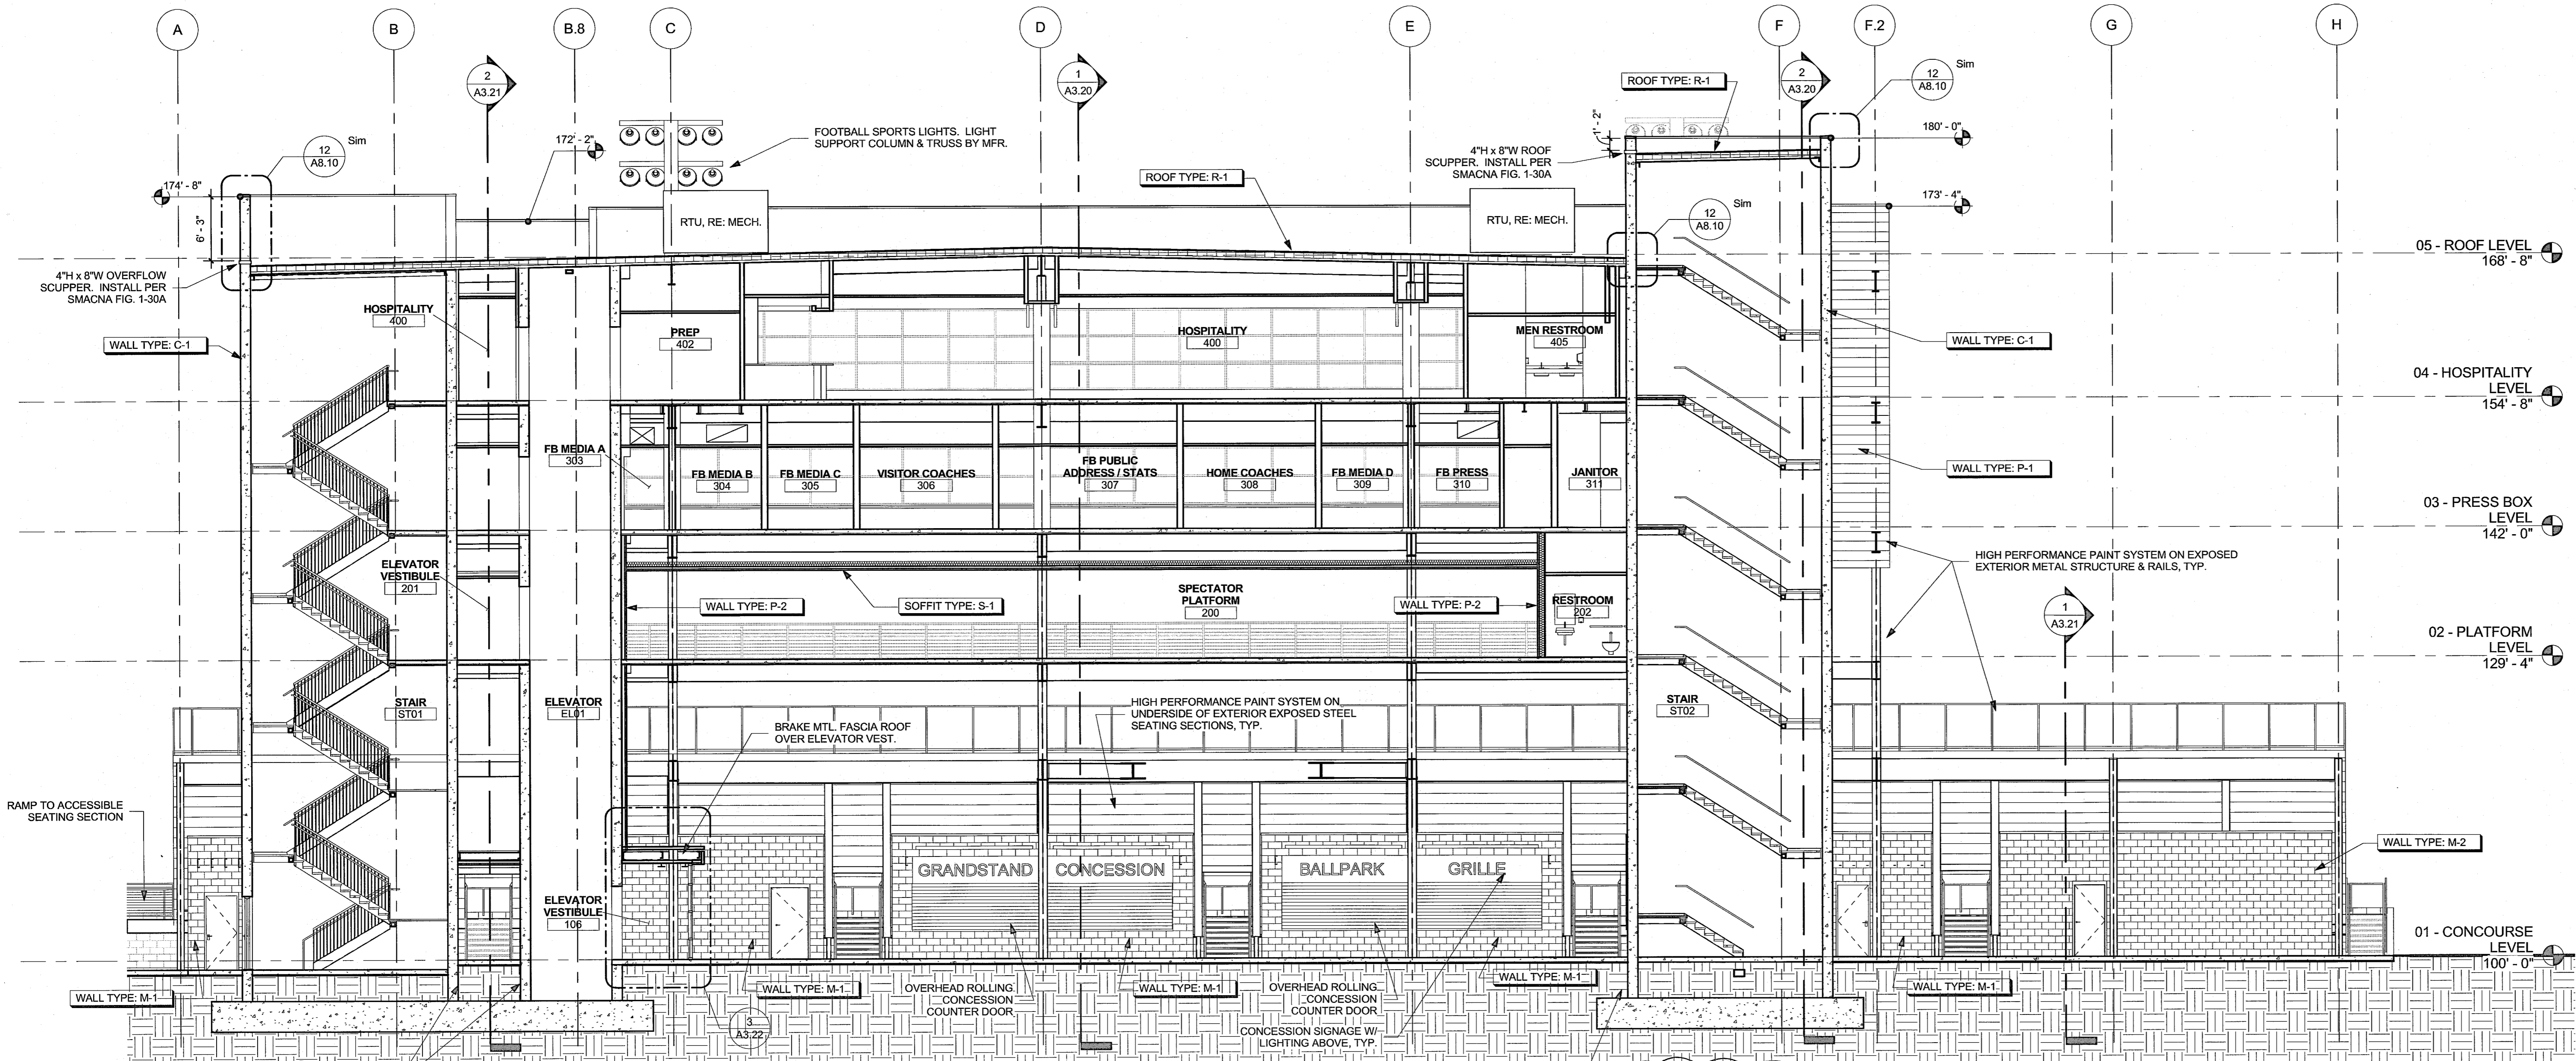 A
B
B.8
C
D
E
F
F.2
G
H
2
A3.21
1
A3.20
2
A3.20
12
A8.10
Sim
ROOF TYPE: R-1
12
A8.10
Sim
172' - 2"
FOOTBALL SPORTS LIGHTS. LIGHT
SUPPORT COLUMN & TRUSS BY MFR.
1' - 2"
180' - 0"
4"H x 8"W ROOF
SCUPPER. INSTALL PER
SMACNA FIG. 1-30A
ROOF TYPE: R-1
174' - 8"
6' - 3"
RTU, RE: MECH.
RTU, RE: MECH.
12
A8.10
Sim
173' - 4"
05 - ROOF LEVEL
168' - 8"
4"H x 8"W OVERFLOW
SCUPPER. INSTALL PER
SMACNA FIG. 1-30A
HOSPITALITY
400
PREP
402
HOSPITALITY
400
MEN RESTROOM
405
WALL TYPE: C-1
WALL TYPE: C-1
04 - HOSPITALITY
LEVEL
154' - 8"
FB MEDIA A
303
FB MEDIA B
304
FB MEDIA C
305
VISITOR COACHES
306
FB PUBLIC
ADDRESS / STATS
307
HOME COACHES
308
FB MEDIA D
309
FB PRESS
310
JANITOR
311
WALL TYPE: P-1
03 - PRESS BOX
LEVEL
142' - 0"
HIGH PERFORMANCE PAINT SYSTEM ON EXPOSED
EXTERIOR METAL STRUCTURE & RAILS, TYP.
ELEVATOR
VESTIBULE
201
WALL TYPE: P-2
SOFFIT TYPE: S-1
SPECTATOR
PLATFORM
200
WALL TYPE: P-2
RESTROOM
202
1
A3.21
02 - PLATFORM
LEVEL
129' - 4"
STAIR
ST01
ELEVATOR
EL01
BRAKE MTL. FASCIA ROOF
OVER ELEVATOR VEST.
HIGH PERFORMANCE PAINT SYSTEM ON
UNDERSIDE OF EXTERIOR EXPOSED STEEL
SEATING SECTIONS, TYP.
STAIR
ST02
RAMP TO ACCESSIBLE
SEATING SECTION
GRANDSTAND CONCESSION
BALLPARK GRILLE
WALL TYPE: M-2
ELEVATOR
VESTIBULE
106
01 - CONCOURSE
LEVEL
100' - 0"
WALL TYPE: M-1
WALL TYPE: M-1
OVERHEAD ROLLING
CONCESSION
COUNTER DOOR
WALL TYPE: M-1
OVERHEAD ROLLING
CONCESSION
COUNTER DOOR
WALL TYPE: M-1
WALL TYPE: M-1
3
A3.22
CONCESSION SIGNAGE W/
LIGHTING ABOVE, TYP.